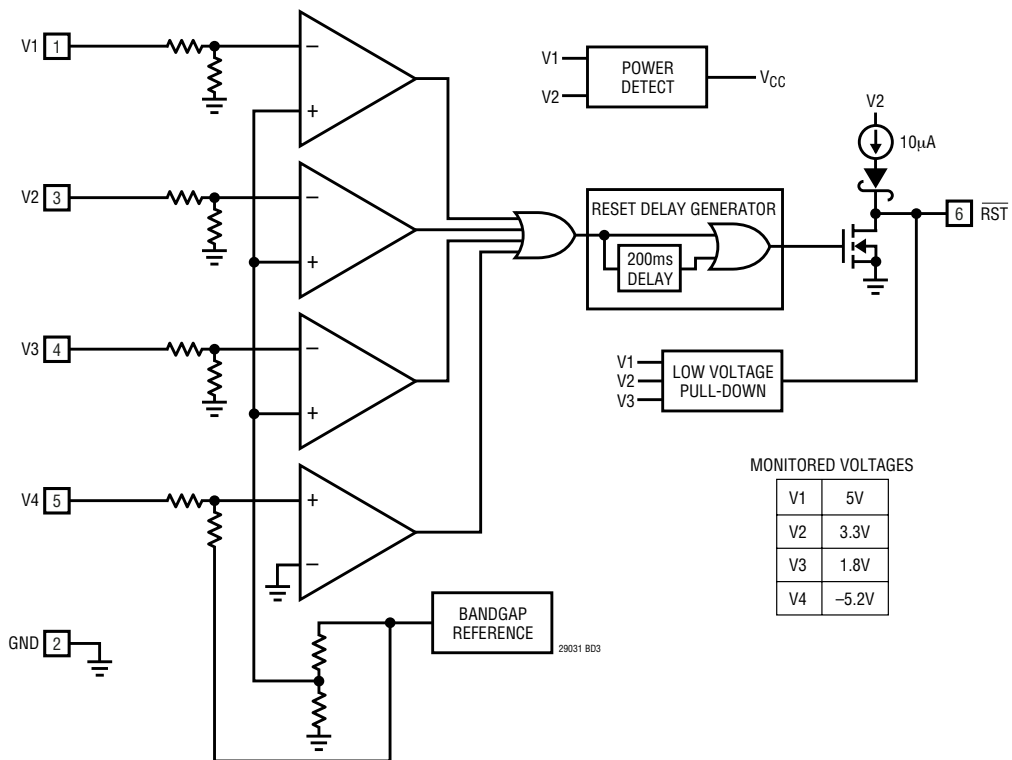 V1 1
−
+
V1
V2
POWER
DETECT
VCC
V2
10µA
V2 3
−
+
RESET DELAY GENERATOR
200ms
DELAY
6 RST
V3 4
−
+
V1
V2
V3
LOW VOLTAGE
PULL-DOWN
V4 5
+
−
MONITORED VOLTAGES
V1 5V
V2 3.3V
V3 1.8V
V4 –5.2V
GND 2
BANDGAP
REFERENCE
29031 BD3